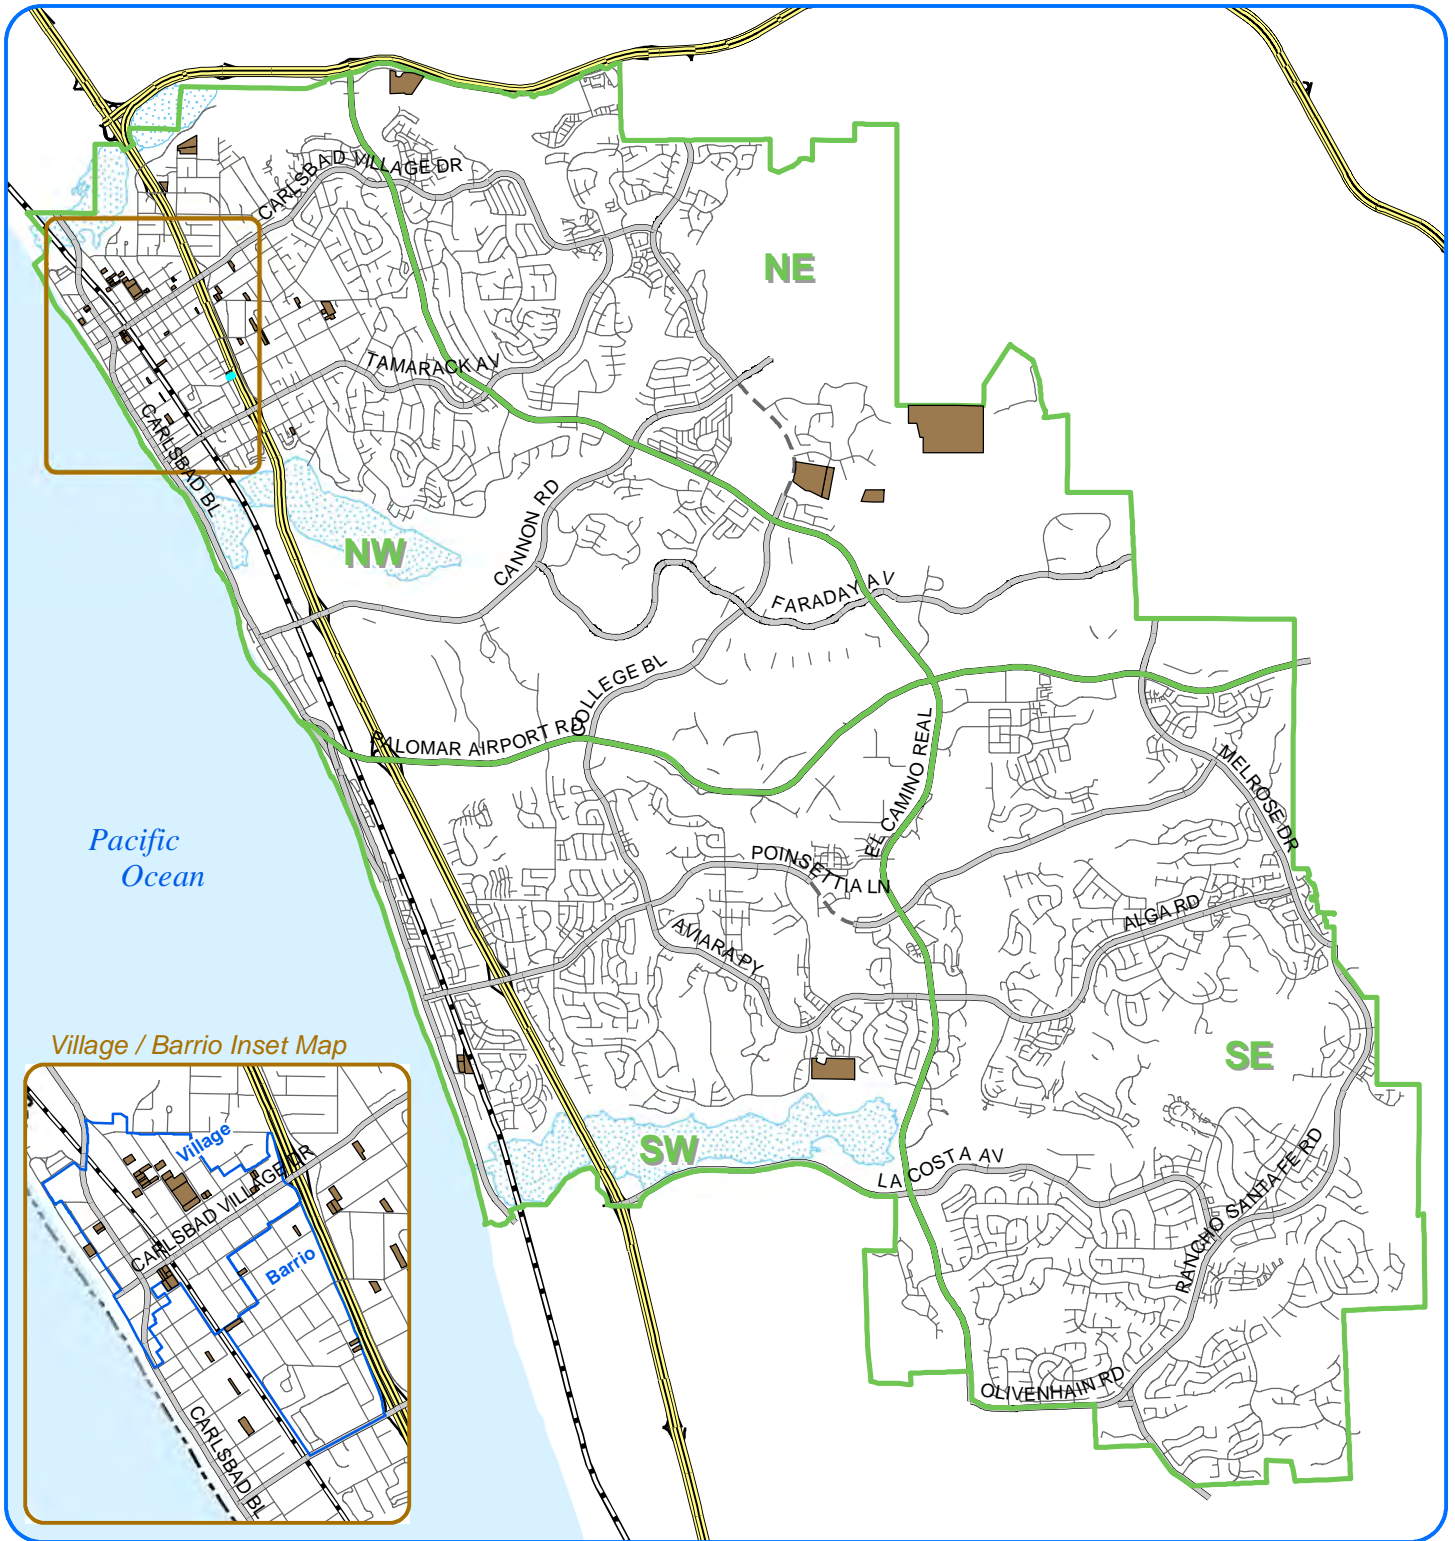 CARLSBAD VILLAGE DR
NE
TAMARACK AV
CARLSBAD BL
NW
CANNON RD
FARADAY AV
COLLEGE BL
PALOMAR AIRPORT RD
EL CAMINO REAL
MELROSE DR
Pacific
Ocean
POINSETTIA LN
ALGA RD
AVIARA PY
SE
SW
LA COSTA AV
RANCHO SANTA FE RD
OLIVENHAIN RD
Village / Barrio Inset Map
Village
CARLSBAD VILLAGE DR
Barrio
CARLSBAD BL